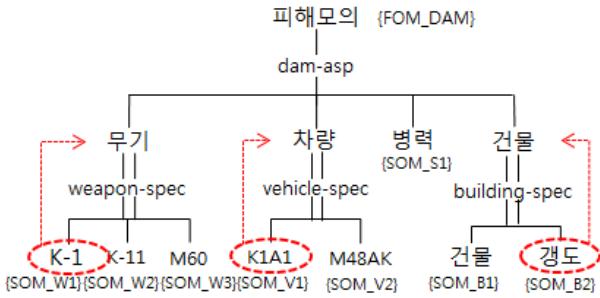 피해모의 {FOM_DAM}
dam-asp
무기 차량 병력 건물
{SOM_S1}
weapon-spec vehicle-spec building-spec
K-1 K-11 M60 K1A1 M48AK 건물 갱도
{SOM_W1} {SOM_W2} {SOM_W3} {SOM_V1} {SOM_V2} {SOM_B1} {SOM_B2}